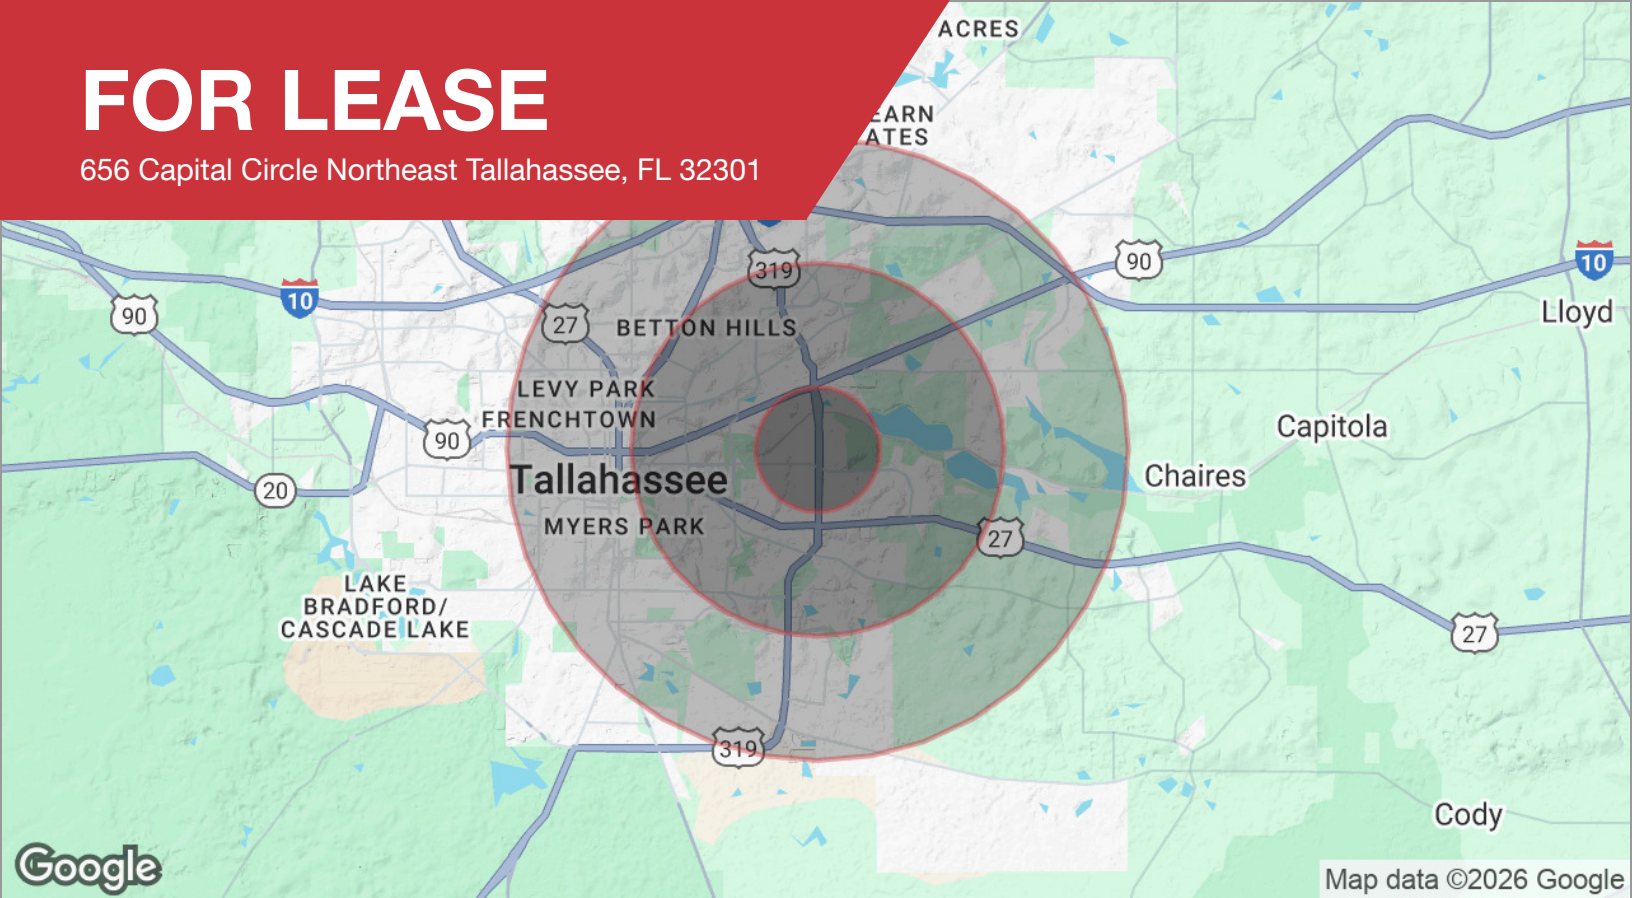 FOR LEASE
656 Capital Circle Northeast Tallahassee, FL 32301
ACRES
EARN
ATES
319
90
10
10
90
27
BETTON HILLS
Lloyd
LEVY PARK
FRENCHTOWN
90
Capitola
Tallahassee
Chaires
20
MYERS PARK
27
LAKE
BRADFORD/
CASCADE LAKE
27
319
Cody
Google
Map data ©2026 Google